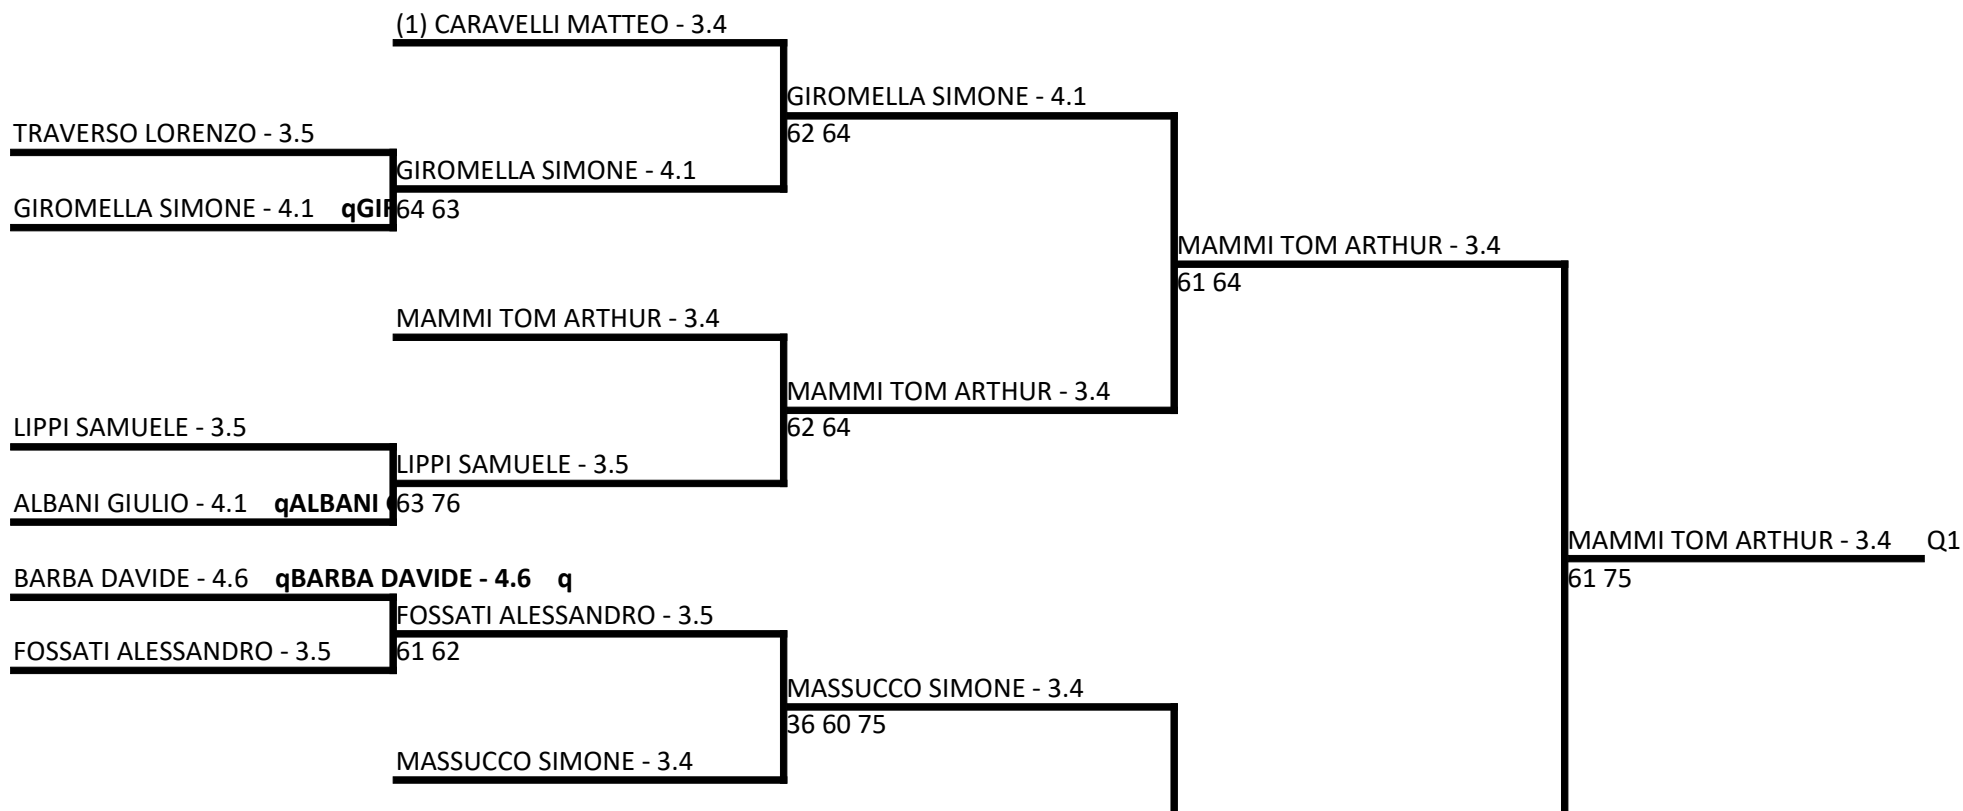 (1) CARAVELLI MATTEO - 3.4
GIROMELLA SIMONE - 4.1
TRAVERSO LORENZO - 3.5
62 64
GIROMELLA SIMONE - 4.1
GIROMELLA SIMONE - 4.1 qGIR
64 63
MAMMI TOM ARTHUR - 3.4
61 64
MAMMI TOM ARTHUR - 3.4
MAMMI TOM ARTHUR - 3.4
LIPPI SAMUELE - 3.5
62 64
LIPPI SAMUELE - 3.5
ALBANI GIULIO - 4.1 qALBANI
63 76
MAMMI TOM ARTHUR - 3.4 Q1
BARBA DAVIDE - 4.6 qBARBA DAVIDE - 4.6 q
61 75
FOSSATI ALESSANDRO - 3.5
FOSSATI ALESSANDRO - 3.5
61 62
MASSUCCO SIMONE - 3.4
36 60 75
MASSUCCO SIMONE - 3.4